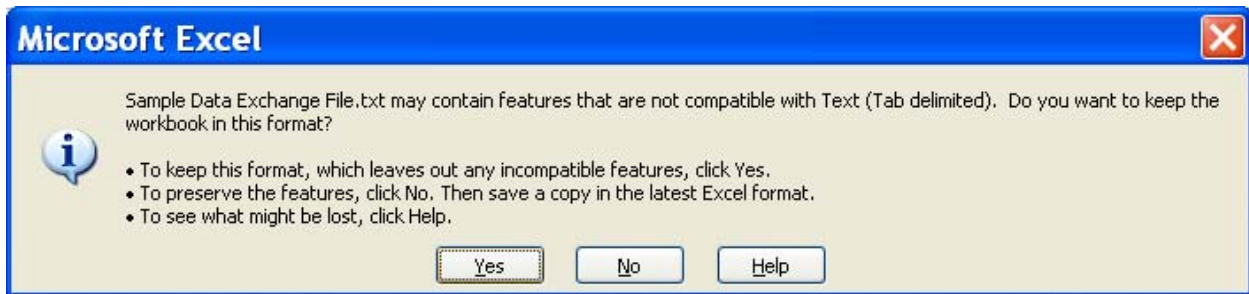 Microsoft Excel
Sample Data Exchange File.txt may contain features that are not compatible with Text (Tab delimited).  Do you want to keep the
workbook in this format?
• To keep this format, which leaves out any incompatible features, click Yes.
• To preserve the features, click No. Then save a copy in the latest Excel format.
• To see what might be lost, click Help.
Yes No Help